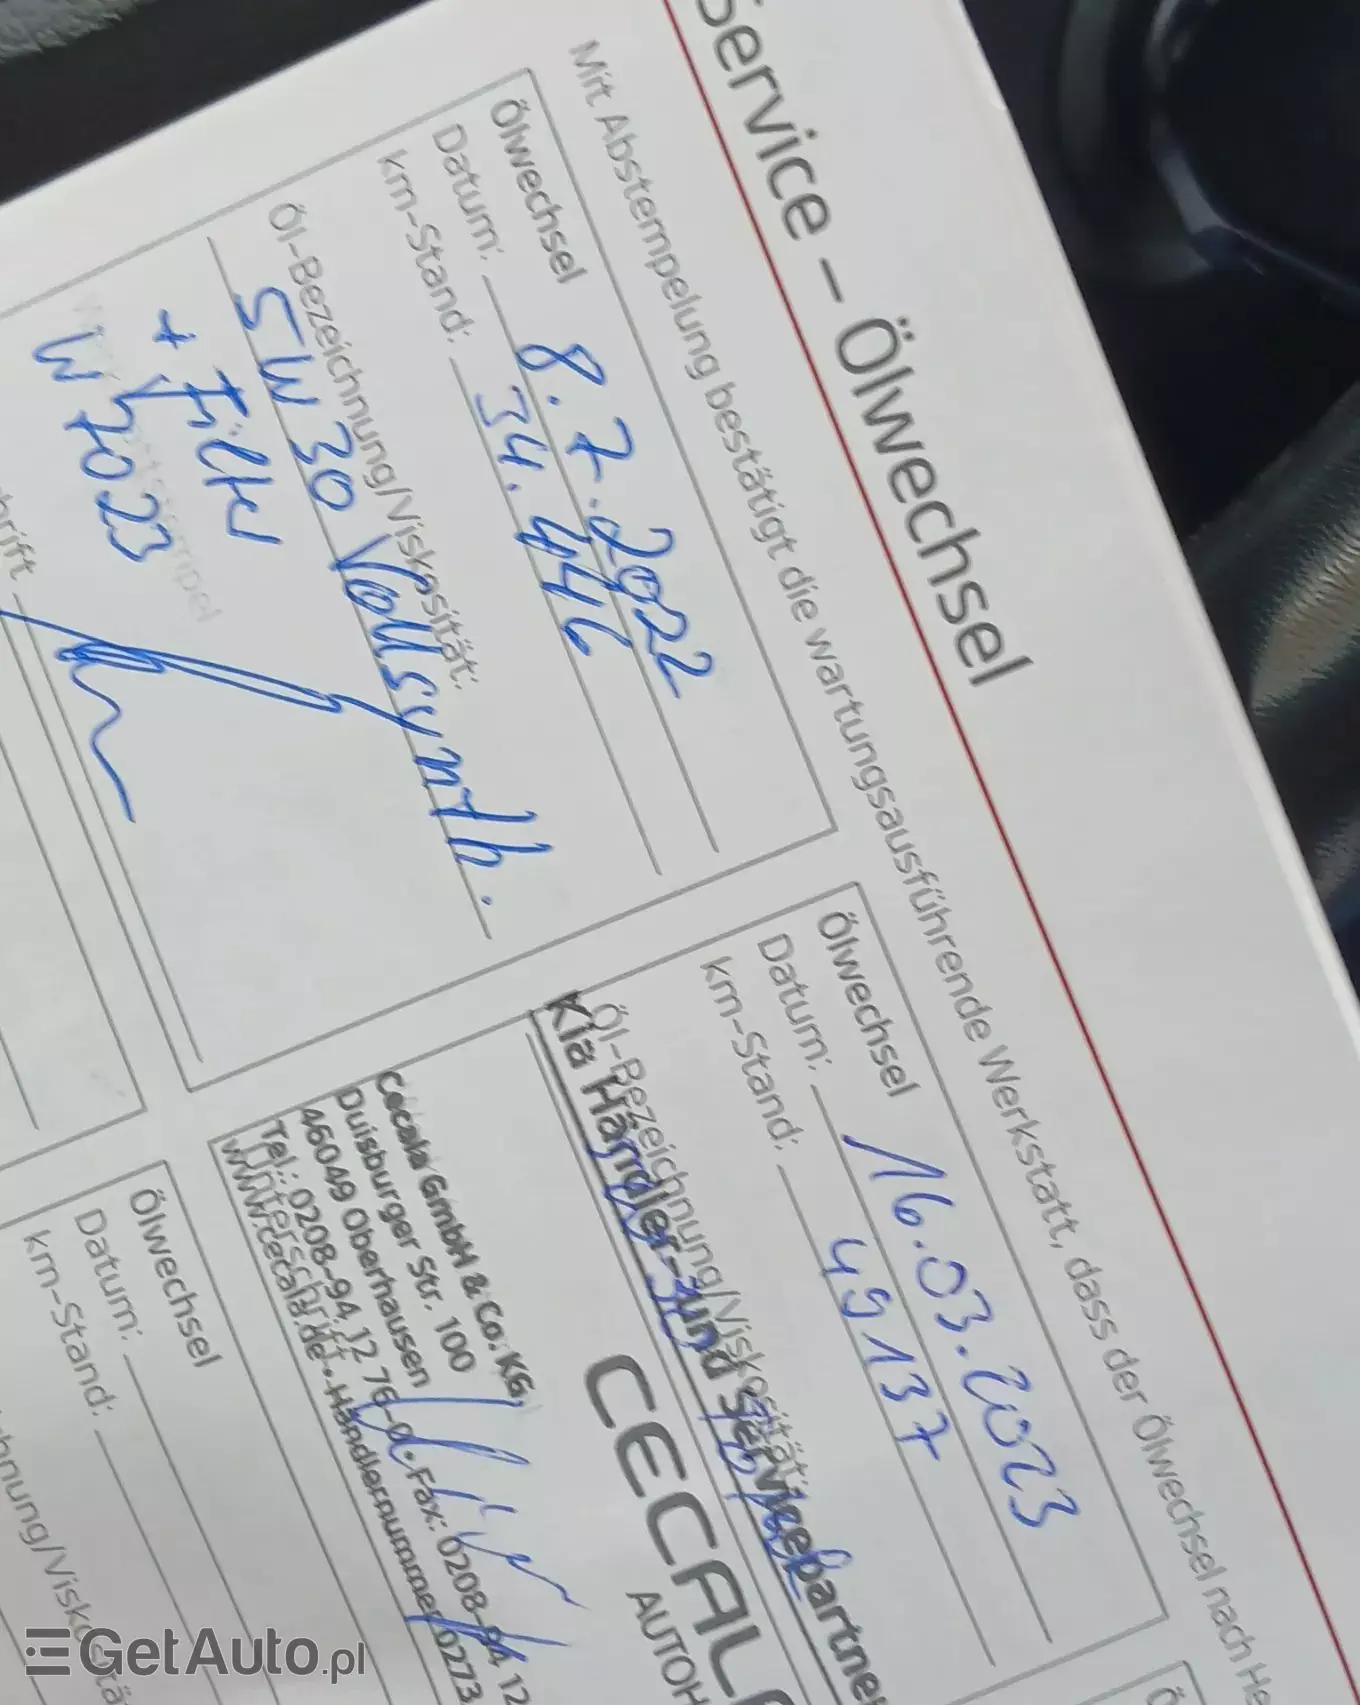 Service – Ölwechsel
Mit Abstempelung bestätigt die wartungsausführende Werkstatt, dass der Ölwechsel nach
Ölwechsel
Datum: 8.7.2022
km-Stand: 34.446
Öl-Bezeichnung/Viskosität:
5W30 Vollsynth.
+ Filter
W 7023
Ölwechsel
Datum: 16.03.2023
km-Stand: 49137
Öl-Bezeichnung/Viskosität:
Kia Händler- und Servicepartner
CECALA
AUTOH
Cecala GmbH & Co. KG
Duisburger Str. 100
46049 Oberhausen
Tel.: 0208-94 12 76-0 • Fax: 0208-94 12
www.cecala.de • Händlernummer 0273
Unterschrift
Ölwechsel
Datum:
km-Stand:
GetAuto.pl